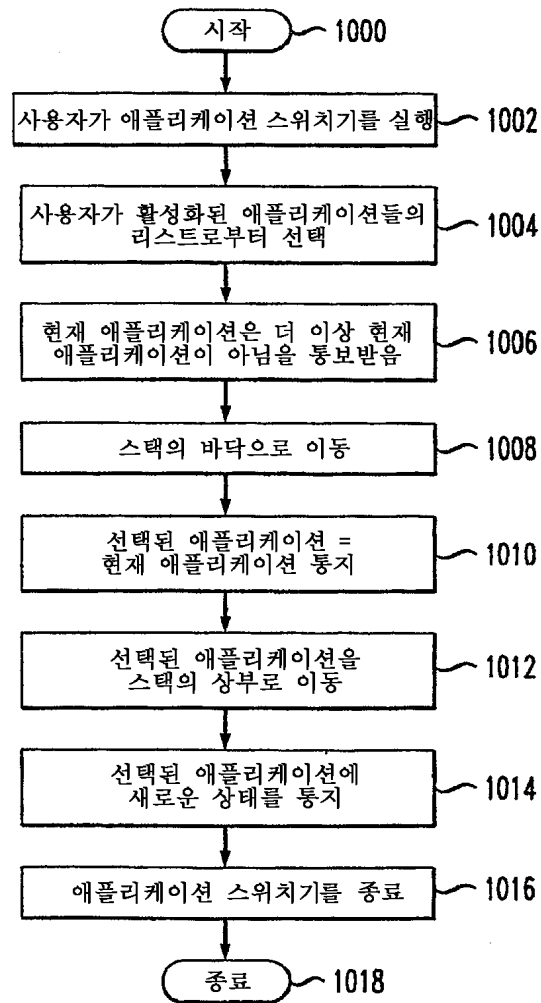 시작 1000
사용자가 애플리케이션 스위치기를 실행 1002
사용자가 활성화된 애플리케이션들의
리스트로부터 선택 1004
현재 애플리케이션은 더 이상 현재
애플리케이션이 아님을 통보받음 1006
스택의 바닥으로 이동 1008
선택된 애플리케이션 =
현재 애플리케이션 통지 1010
선택된 애플리케이션을
스택의 상부로 이동 1012
선택된 애플리케이션에
새로운 상태를 통지 1014
애플리케이션 스위치기를 종료 1016
종료 1018